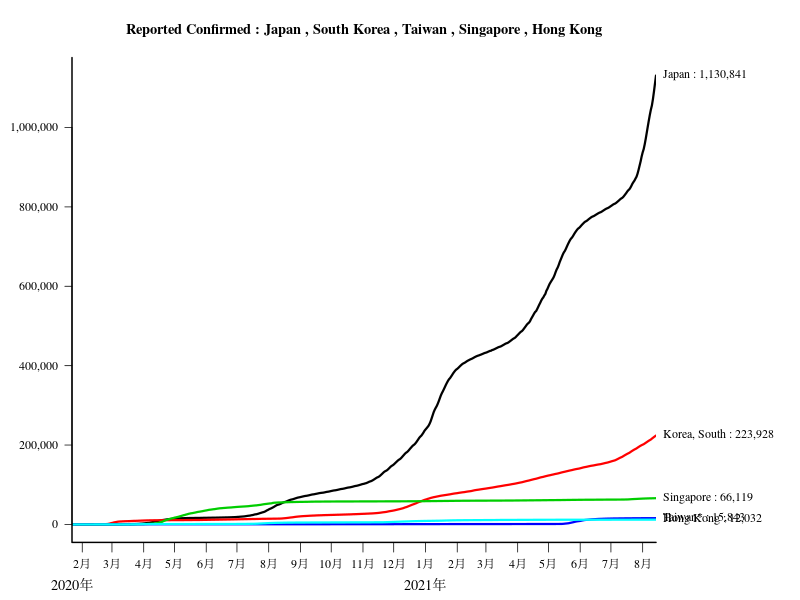 Reported Confirmed : Japan , South Korea , Taiwan , Singapore , Hong Kong
Japan : 1,130,841
1,000,000
800,000
600,000
400,000
Korea, South : 223,928
200,000
Singapore : 66,119
Hong Kong : 12,032
0
2月 3月 4月 5月 6月 7月 8月 9月 10月 11月 12月 1月 2月 3月 4月 5月 6月 7月 8月
2020年 2021年